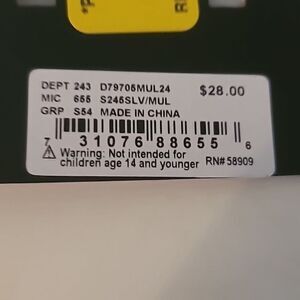 DEPT 243 D79705MUL24
MIC 655 S245SLV/MUL $28.00
GRP S54 MADE IN CHINA
7 31076 88655 6
Warning: Not intended for
children age 14 and younger RN# 58909